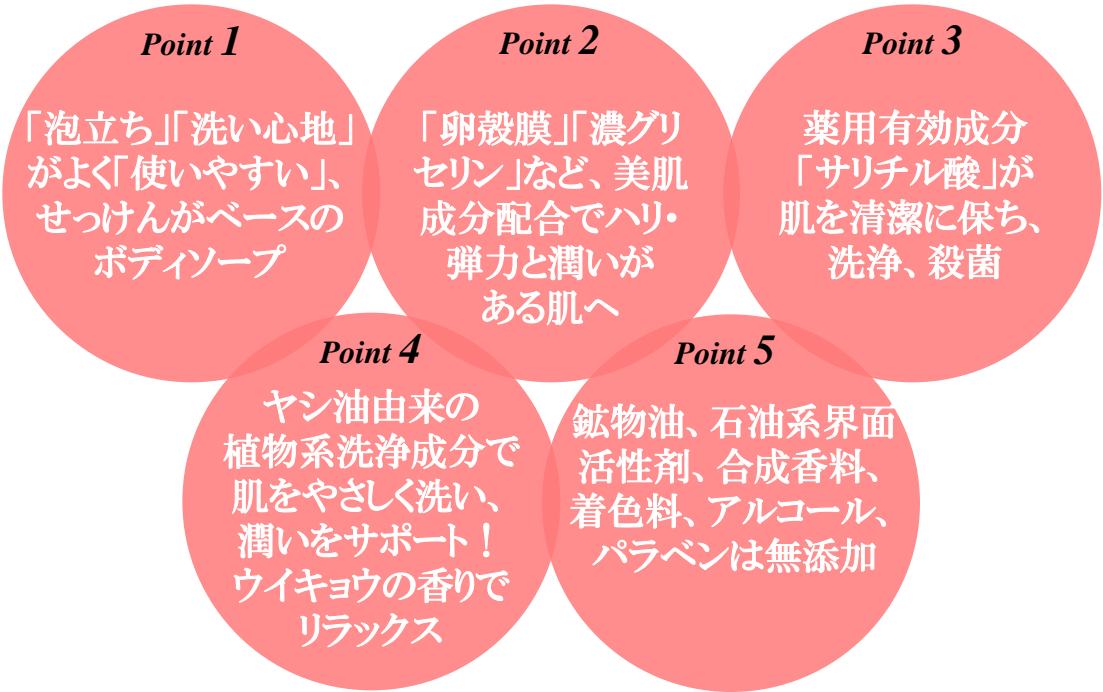 Point 1
「泡立ち」「洗い心地」
がよく「使いやすい」、
せっけんがベースの
ボディソープ
Point 2
「卵殻膜」「濃グリ
セリン」など、美肌
成分配合でハリ・
弾力と潤いが
ある肌へ
Point 3
薬用有効成分
「サリチル酸」が
肌を清潔に保ち、
洗浄、殺菌
Point 4
ヤシ油由来の
植物系洗浄成分で
肌をやさしく洗い、
潤いをサポート！
ウイキョウの香りで
リラックス
Point 5
鉱物油、石油系界面
活性剤、合成香料、
着色料、アルコール、
パラベンは無添加